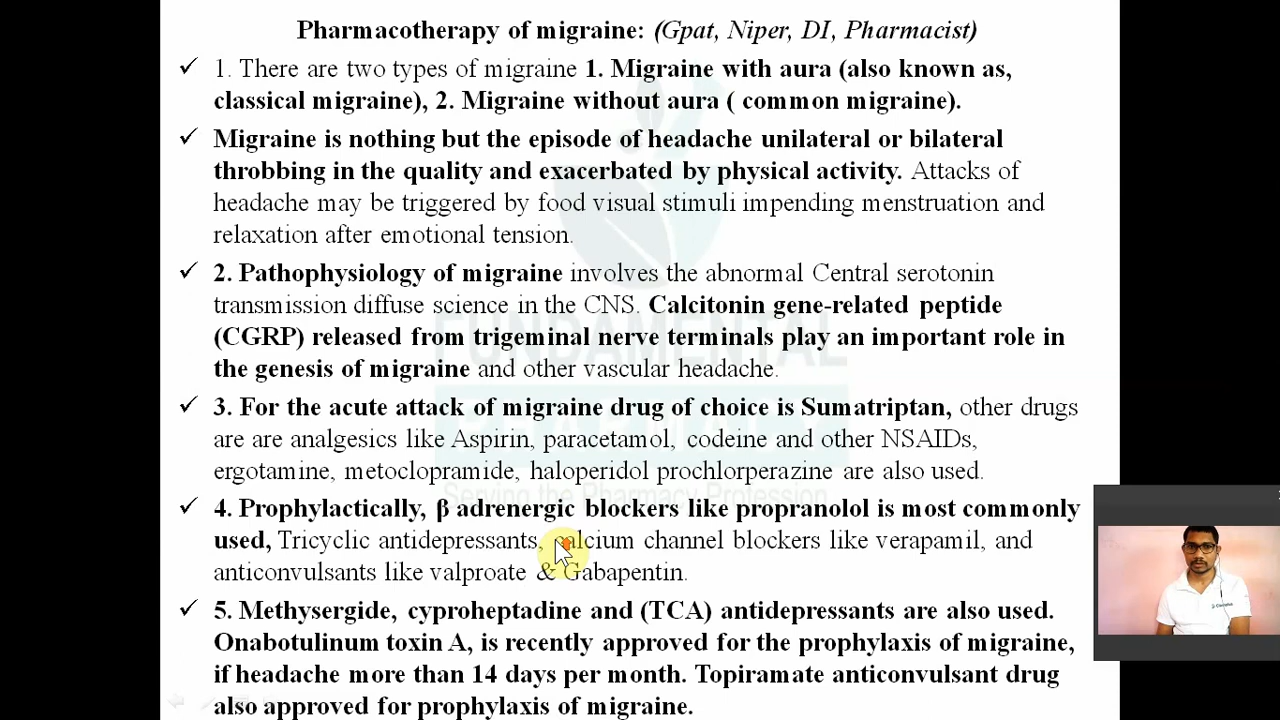 Pharmacotherapy of migraine: (Gpat, Niper, DI, Pharmacist)
✓ 1. There are two types of migraine 1. Migraine with aura (also known as,
classical migraine), 2. Migraine without aura ( common migraine).
✓ Migraine is nothing but the episode of headache unilateral or bilateral
throbbing in the quality and exacerbated by physical activity. Attacks of
headache may be triggered by food visual stimuli impending menstruation and
relaxation after emotional tension.
✓ 2. Pathophysiology of migraine involves the abnormal Central serotonin
transmission diffuse science in the CNS. Calcitonin gene-related peptide
(CGRP) released from trigeminal nerve terminals play an important role in
the genesis of migraine and other vascular headache.
✓ 3. For the acute attack of migraine drug of choice is Sumatriptan, other drugs
are are analgesics like Aspirin, paracetamol, codeine and other NSAIDs,
ergotamine, metoclopramide, haloperidol prochlorperazine are also used.
✓ 4. Prophylactically, β adrenergic blockers like propranolol is most commonly
used, Tricyclic antidepressants, calcium channel blockers like verapamil, and
anticonvulsants like valproate & Gabapentin.
✓ 5. Methysergide, cyproheptadine and (TCA) antidepressants are also used.
Onabotulinum toxin A, is recently approved for the prophylaxis of migraine,
if headache more than 14 days per month. Topiramate anticonvulsant drug
also approved for prophylaxis of migraine.
FUNDAMENTAL
PHARMACY
Serving the Pharmacy Profession